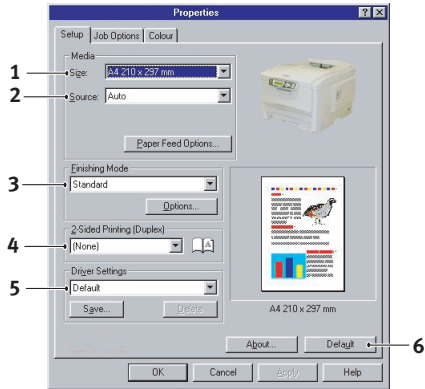 Properties
Setup Job Options Colour
Media
1 Size: A4 210 x 297 mm
2 Source: Auto
Paper Feed Options...
Finishing Mode
3 Standard
Options...
2-Sided Printing (Duplex)
4 (None) A
Driver Settings
5 Default
Save... Delete
A4 210 x 297 mm
About... Default 6
OK Cancel Apply Help